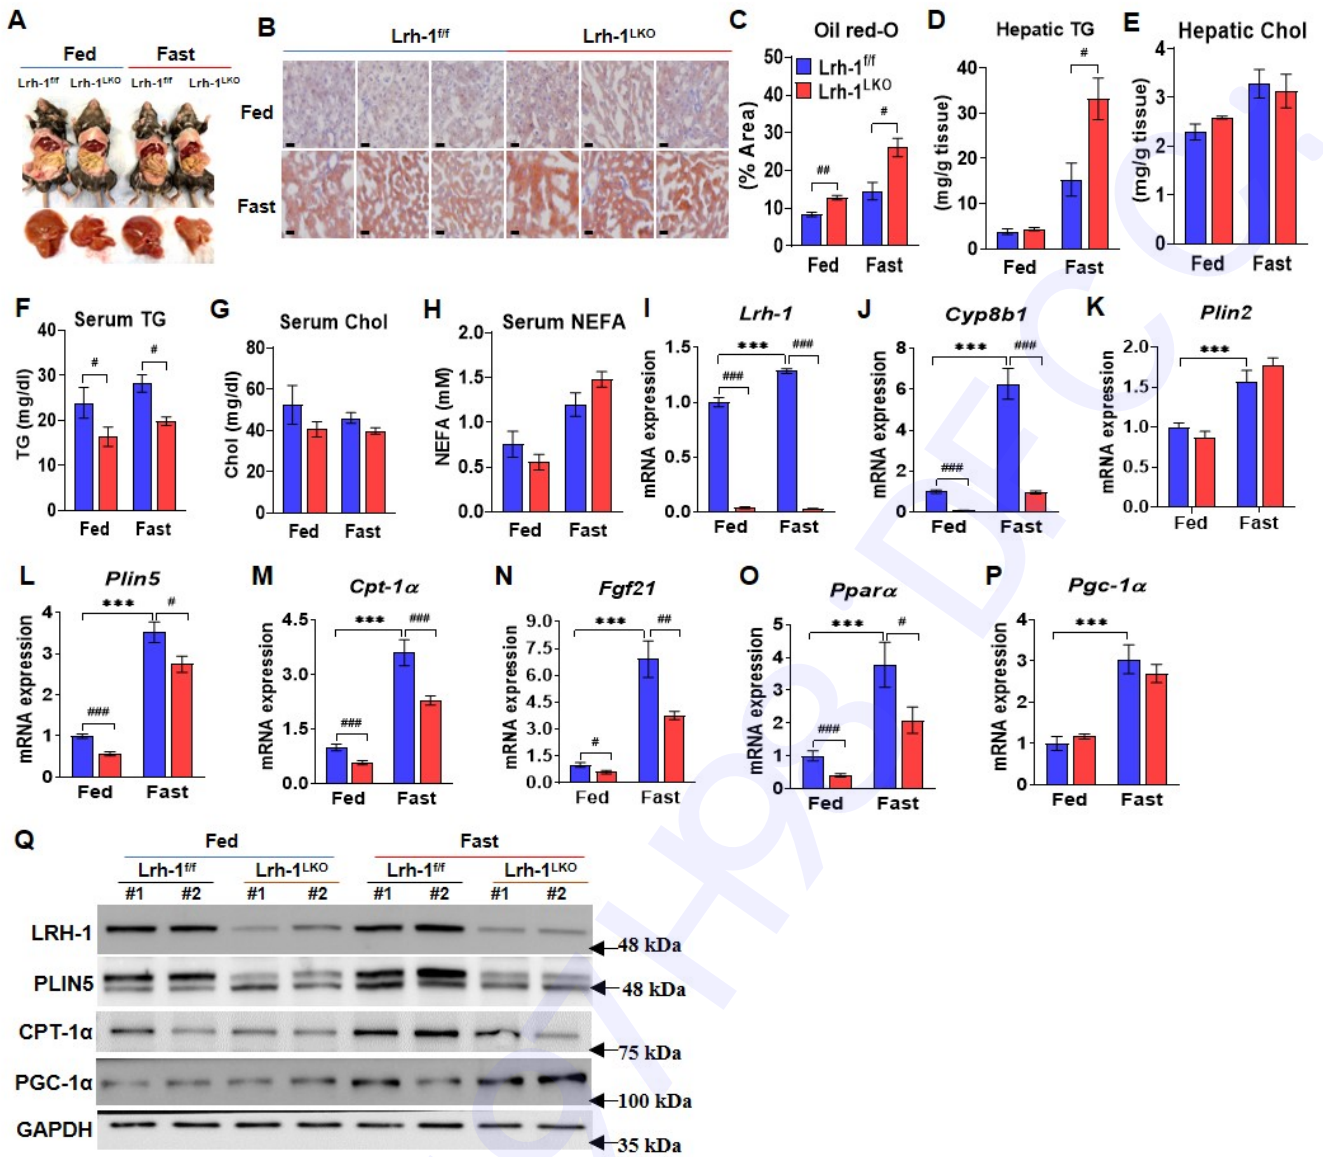 A
Fed Fast
Lrh-1f/f Lrh-1LKO Lrh-1f/f Lrh-1LKO
B
Lrh-1f/f Lrh-1LKO
Fed
Fast
C
Oil red-O
Lrh-1f/f
Lrh-1LKO
(% Area)
50
40
30
20
10
0
##
#
Fed Fast
D
Hepatic TG
(mg/g tissue)
40
30
20
10
0
#
Fed Fast
E
Hepatic Chol
(mg/g tissue)
4
3
2
1
0
Fed Fast
F
Serum TG
TG (mg/dl)
40
30
20
10
0
# #
Fed Fast
G
Serum Chol
Chol (mg/dl)
80
60
40
20
0
Fed Fast
H
Serum NEFA
NEFA (mM)
2.0
1.5
1.0
0.5
0.0
Fed Fast
I
Lrh-1
mRNA expression
1.5
1.0
0.5
0.0
*** ###
###
Fed Fast
J
Cyp8b1
mRNA expression
8
6
4
2
0
*** ###
###
Fed Fast
K
Plin2
mRNA expression
2.0
1.5
1.0
0.5
0.0
***
Fed Fast
L
Plin5
mRNA expression
4
3
2
1
0
*** #
###
Fed Fast
M
Cpt-1α
mRNA expression
4.5
3.0
1.5
0.0
*** ###
###
Fed Fast
N
Fgf21
mRNA expression
9.0
7.5
6.0
4.5
3.0
1.5
0.0
*** ##
#
Fed Fast
O
Pparα
mRNA expression
5
4
3
2
1
0
*** #
###
Fed Fast
P
Pgc-1α
mRNA expression
4
3
2
1
0
***
Fed Fast
Q
Fed Fast
Lrh-1f/f Lrh-1LKO Lrh-1f/f Lrh-1LKO
#1 #2 #1 #2 #1 #2 #1 #2
LRH-1
48 kDa
PLIN5
48 kDa
CPT-1α
75 kDa
PGC-1α
100 kDa
GAPDH
35 kDa